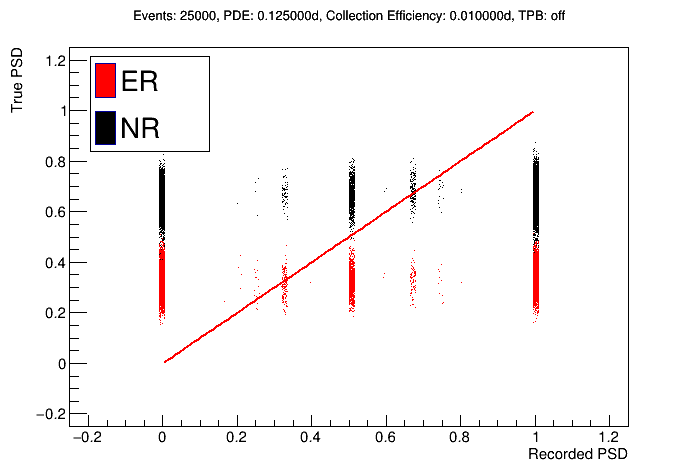 Events: 25000, PDE: 0.125000d, Collection Efficiency: 0.010000d, TPB: off
True PSD
ER
NR
1.2
1
0.8
0.6
0.4
0.2
0
−0.2
−0.2 0 0.2 0.4 0.6 0.8 1 1.2
Recorded PSD